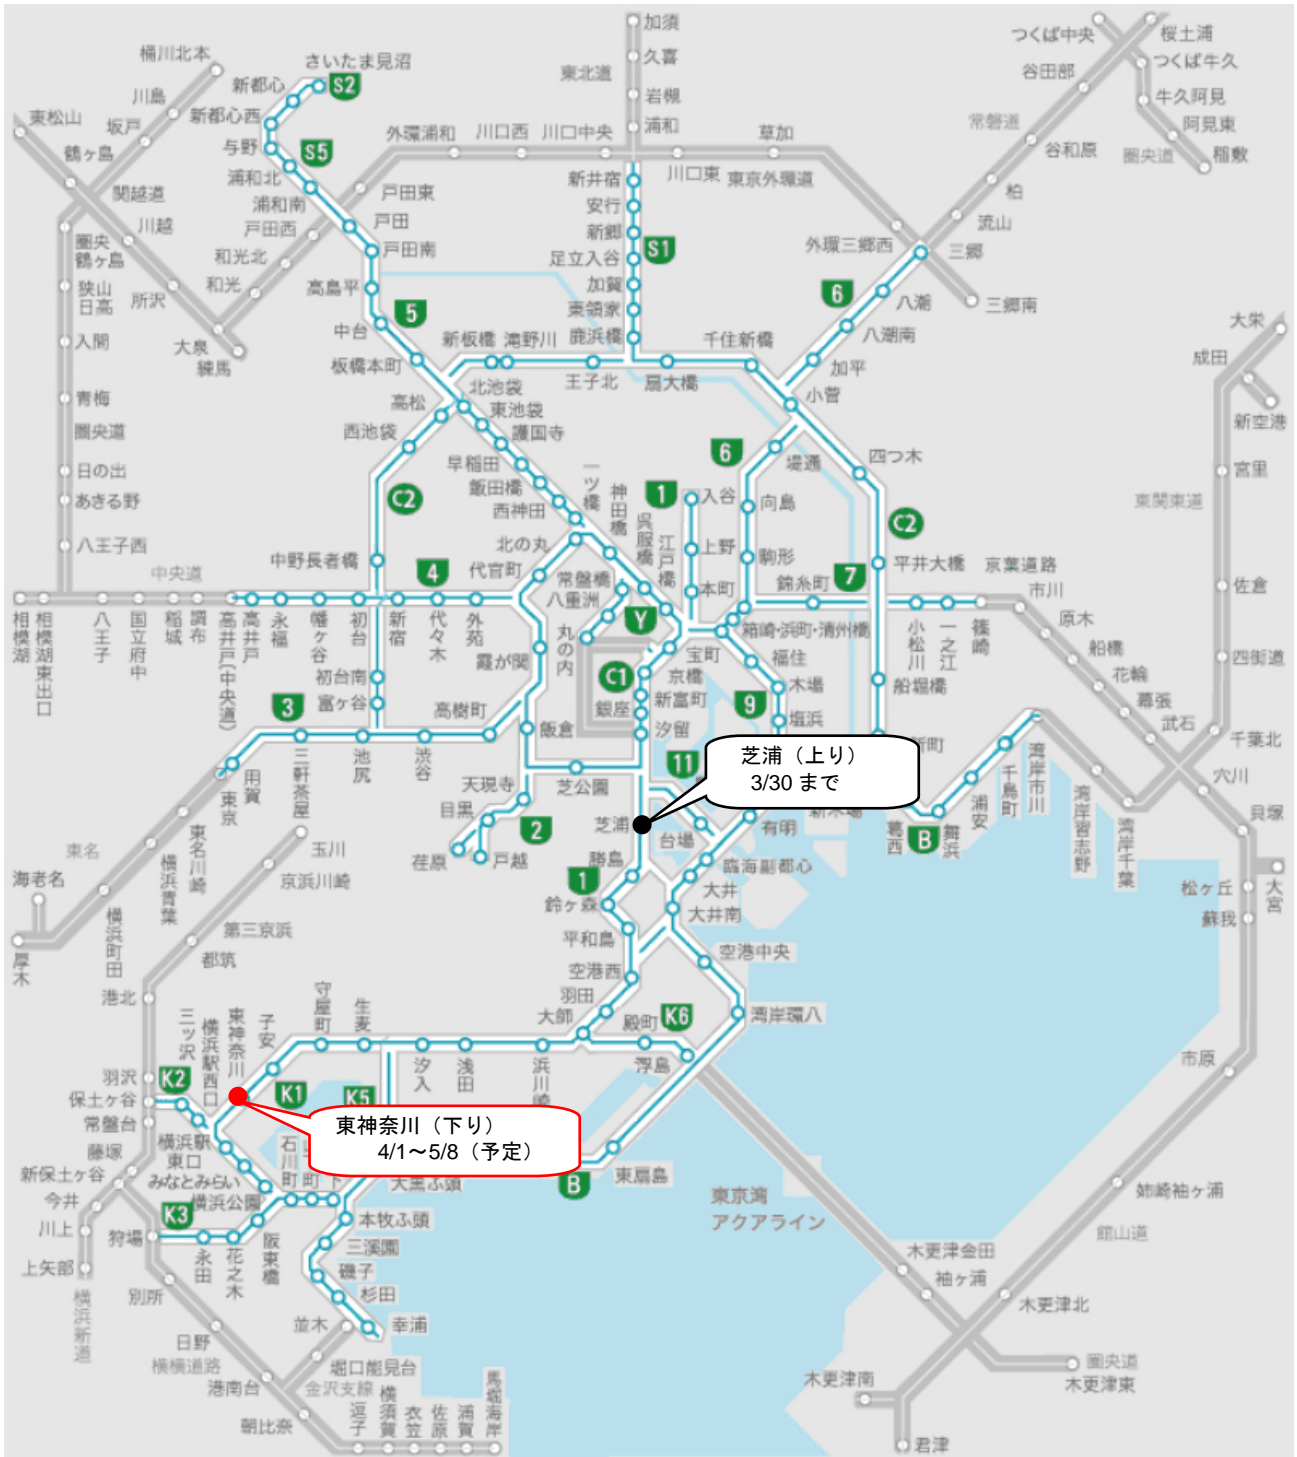 加須
久喜
東北道
岩槻
浦和
つくば中央
桜土浦
つくば牛久
谷田部
牛久阿見
常磐道
阿見東
谷和原
圏央道
稲敷
桶川北本
さいたま見沼
新都心
S2
川島
新都心西
東松山
坂戸
与野
S5
鶴ヶ島
浦和北
関越道
浦和南
外環浦和
川口西
川口中央
草加
戸田東
川口東
東京外環道
新井宿
柏
安行
流山
川越
戸田西
戸田
新郷
S1
外環三郷西
三郷
圏央
鶴ヶ島
和光北
戸田南
足立入谷
狭山
日高
所沢
和光
高島平
加賀
6
八潮
三郷南
東領家
入間
大泉
練馬
中台
5
新板橋
滝野川
鹿浜橋
千住新橋
八潮南
大栄
板橋本町
王子北
扇大橋
加平
成田
青梅
高松
北池袋
東池袋
小菅
新空港
圏央道
西池袋
護国寺
6
日の出
早稲田
一ツ橋
堤通
四つ木
宮里
あきる野
C2
飯田橋
神田橋
1
入谷
向島
東関東道
八王子西
西神田
呉服橋
江戸橋
C2
中野長者橋
北の丸
上野
駒形
平井大橋
京葉道路
中央道
4
代官町
常盤橋
本町
錦糸町
7
市川
佐倉
八重洲
相模湖
相模湖東出口
八王子
国立府中
稲城
調布
高井戸(中央道)
高井戸
永福
幡ヶ谷
初台
新宿
代々木
外苑
丸の内
Y
箱崎・浜町・清州橋
小松川
一之江
篠崎
原木
霞が関
宝町
福住
船橋
四街道
初台南
C1
京橋
木場
船堀橋
花輪
富ヶ谷
新富町
9
幕張
3
高樹町
銀座
塩浜
武石
飯倉
汐留
新町
千葉北
用賀
三軒茶屋
池尻
渋谷
芝浦(上り)
3/30 まで
11
湾岸市川
穴川
東京
天現寺
芝公園
千鳥町
目黒
新木場
浦安
湾岸習志野
貝塚
東名
東名川崎
2
芝浦
台場
有明
葛西
B
舞浜
湾岸千葉
玉川
荏原
戸越
勝島
臨海副都心
海老名
横浜青葉
京浜川崎
1
大井
松ヶ丘
大宮
鈴ヶ森
大井南
蘇我
横浜町田
第三京浜
平和島
厚木
都筑
空港中央
空港西
港北
守屋町
生麦
羽田
三ッ沢
横浜駅西口
東神奈川
子安
大師
殿町
K6
湾岸環八
羽沢
K2
汐入
浅田
浜川崎
浮島
市原
保土ヶ谷
K1
K5
常盤台
東神奈川(下り)
4/1～5/8(予定)
藤塚
横浜駅
東口
石川町
新保土ヶ谷
みなとみらい
大黒ふ頭
B
東扇島
今井
K3
横浜公園
東京湾
アクアライン
姉崎袖ヶ浦
川上
狩場
本牧ふ頭
館山道
永田
花之木
阪東橋
三溪園
木更津金田
上矢部
磯子
袖ヶ浦
横浜新道
別所
杉田
木更津北
日野
並木
幸浦
横横道路
堀口能見台
圏央道
港南台
金沢支線
木更津南
木更津東
朝比奈
逗子
横須賀
衣笠
佐原
浦賀
馬堀海岸
君津